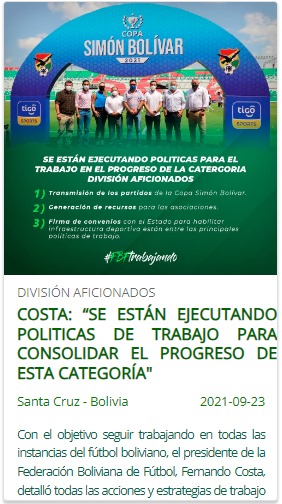 COPA
SIMÓN BOLÍVAR
2021
tigo
SPORTS
tigo
SPORTS
SE ESTÁN EJECUTANDO POLITICAS PARA EL
TRABAJO EN EL PROGRESO DE LA CATERGORIA
DIVISIÓN AFICIONADOS
1) Transmisión de los partidos de la Copa Simón Bolívar.
2) Generación de recursos para las asociaciones.
3) Firma de convenios con el Estado para habilitar
infraestructura deportiva están entre las principales
políticas de trabajo.
#FBFtrabajando
DIVISIÓN AFICIONADOS
COSTA: “SE ESTÁN EJECUTANDO
POLITICAS DE TRABAJO PARA
CONSOLIDAR EL PROGRESO DE
ESTA CATEGORÍA"
Santa Cruz - Bolivia 2021-09-23
Con el objetivo seguir trabajando en todas las
instancias del fútbol boliviano, el presidente de la
Federación Boliviana de Fútbol, Fernando Costa,
detalló todas las acciones y estrategias de trabajo